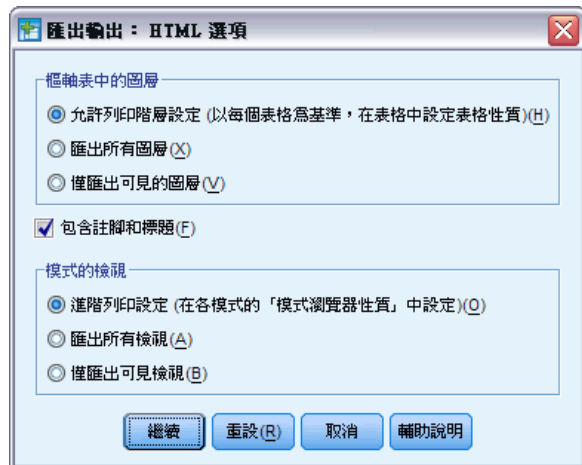 匯出輸出： HTML 選項
樞軸表中的圖層
允許列印階層設定 (以每個表格為基準，在表格中設定表格性質)(H)
匯出所有圖層(X)
僅匯出可見的圖層(V)
包含註腳和標題(F)
模式的檢視
進階列印設定 (在各模式的「模式瀏覽器性質」中設定)(O)
匯出所有檢視(A)
僅匯出可見檢視(B)
繼續 重設(R) 取消 輔助說明